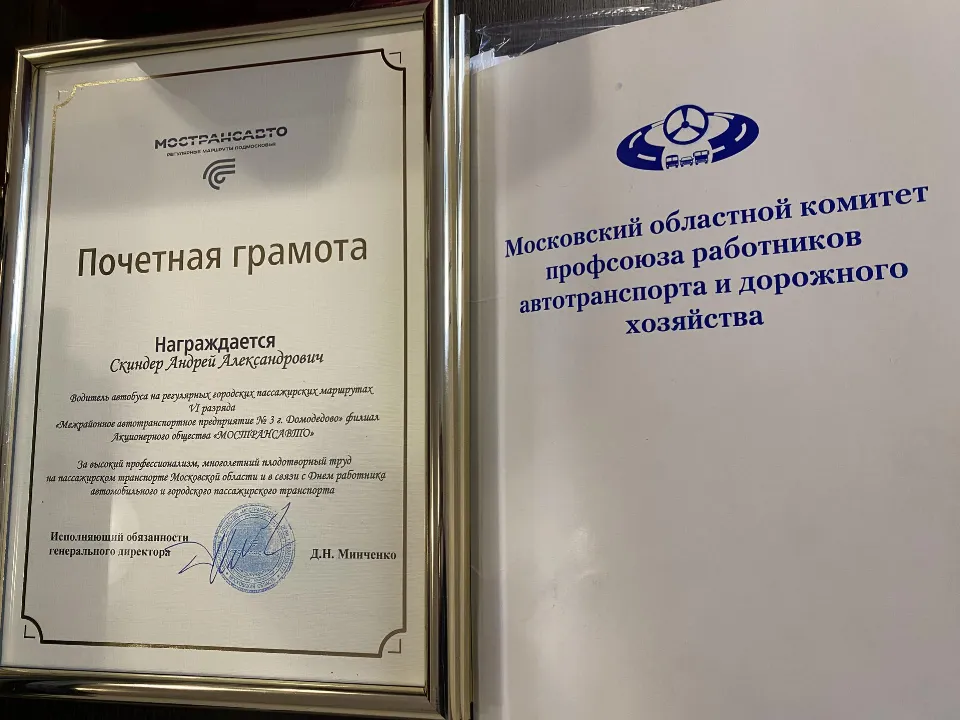 МОСТРАНСАВТО
РЕГУЛЯРНЫЕ МАРШРУТЫ ПОДМОСКОВЬЯ
Почетная грамота
Награждается
Скиндер Андрей Александрович
Водитель автобуса на регулярных городских пассажирских маршрутах
VI разряда
«Межрайонное автотранспортное предприятие № 3 г. Домодедово» филиал
Акционерного общества «МОСТРАНСАВТО»
За высокий профессионализм, многолетний плодотворный труд
на пассажирском транспорте Московской области и в связи с Днем работника
автомобильного и городского пассажирского транспорта
Исполняющий обязанности
генерального директора
Д.Н. Минченко
Московский областной комитет
профсоюза работников
автотранспорта и дорожного
хозяйства